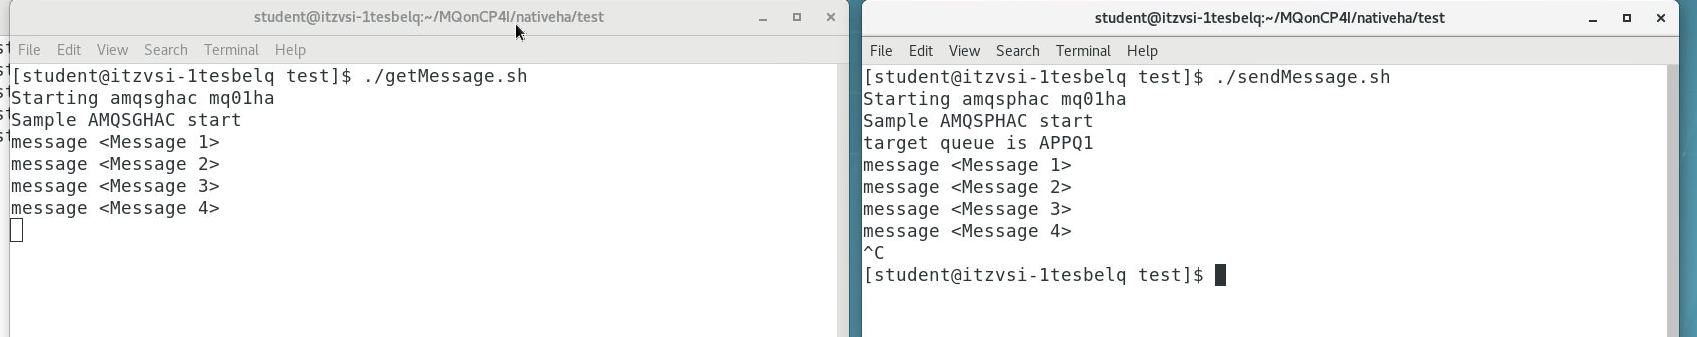 student@itzvsi-1tesbelq:~/MQonCP4I/nativeha/test
File Edit View Search Terminal Help
[student@itzvsi-1tesbelq test]$ ./getMessage.sh
Starting amqsghac mq01ha
Sample AMQSGHAC start
message <Message 1>
message <Message 2>
message <Message 3>
message <Message 4>
student@itzvsi-1tesbelq:~/MQonCP4I/nativeha/test
File Edit View Search Terminal Help
[student@itzvsi-1tesbelq test]$ ./sendMessage.sh
Starting amqsphac mq01ha
Sample AMQSPHAC start
target queue is APPQ1
message <Message 1>
message <Message 2>
message <Message 3>
message <Message 4>
^C
[student@itzvsi-1tesbelq test]$